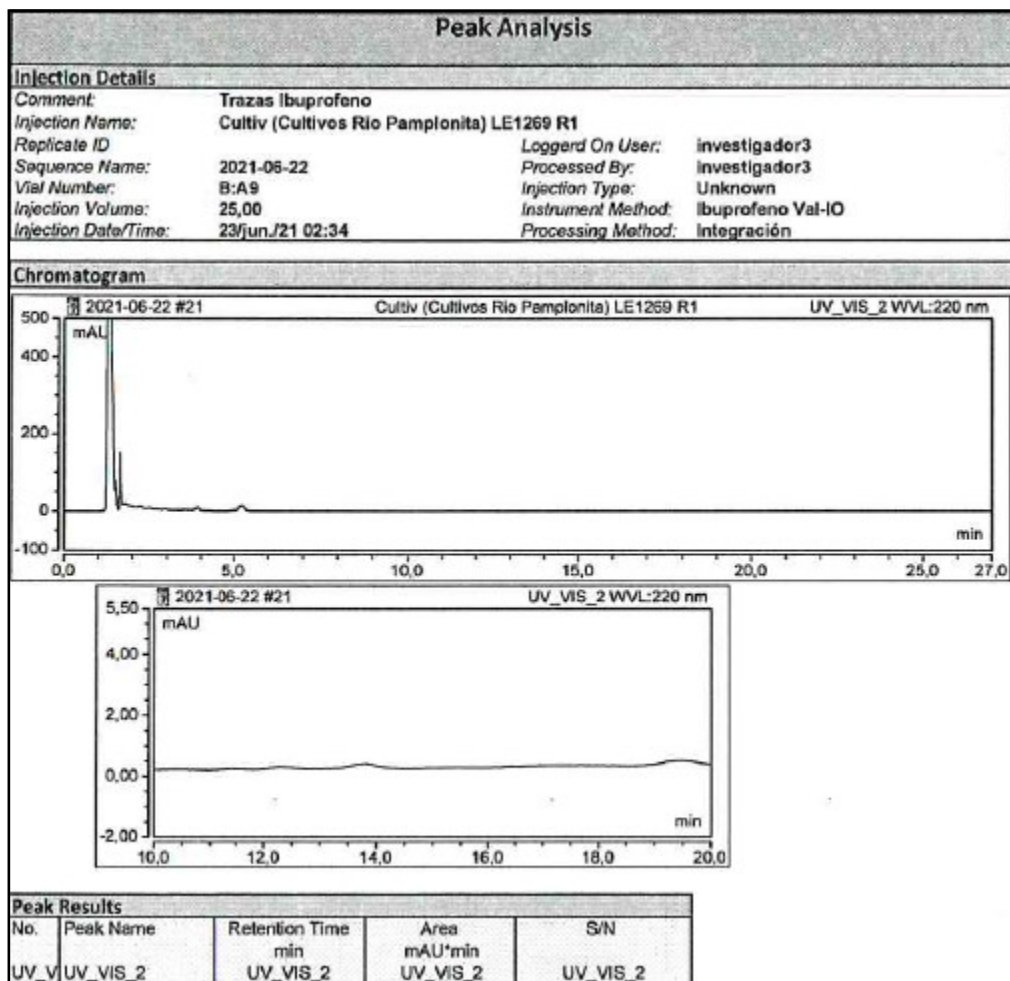 Peak Analysis
Injection Details
Comment: Trazas Ibuprofeno
Injection Name: Cultiv (Cultivos Rio Pamplonita) LE1269 R1
Replicate ID Loggerd On User: investigador3
Sequence Name: 2021-06-22 Processed By: investigador3
Vial Number: B:A9 Injection Type: Unknown
Injection Volume: 25,00 Instrument Method: Ibuprofeno Val-IO
Injection Date/Time: 23/jun./21 02:34 Processing Method: Integración
Chromatogram
2021-06-22 #21 Cultiv (Cultivos Rio Pamplonita) LE1269 R1 UV_VIS_2 WVL:220 nm
500
mAU
400
200
0
-100
min
0,0 5,0 10,0 15,0 20,0 25,0 27,0
2021-06-22 #21 UV_VIS_2 WVL:220 nm
5,50
mAU
4,00
2,00
0,00
-2,00
min
10,0 12,0 14,0 16,0 18,0 20,0
Peak Results
No. Peak Name Retention Time Area S/N
min mAU*min
UV_V UV_VIS_2 UV_VIS_2 UV_VIS_2 UV_VIS_2